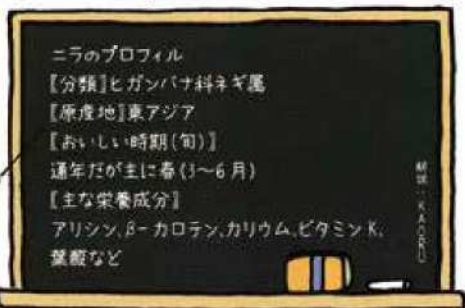 ニラのプロフィル
〖分類〗ヒガンバナ科ネギ属
〖原産地〗東アジア
〖おいしい時期(旬)〗
通年だが主に春(3〜6月)
〖主な栄養成分〗
アリシン、β-カロテン、カリウム、ビタミンK、
葉酸など
解説:KAORU